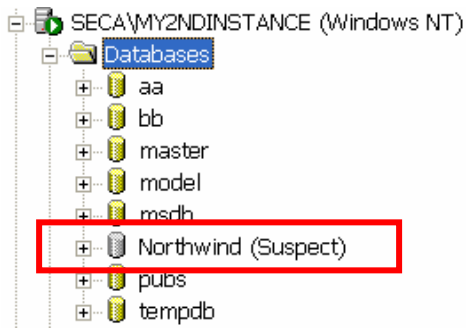 SECA\MY2NDINSTANCE (Windows NT)
Databases
aa
bb
master
model
msdb
Northwind (Suspect)
pubs
tempdb